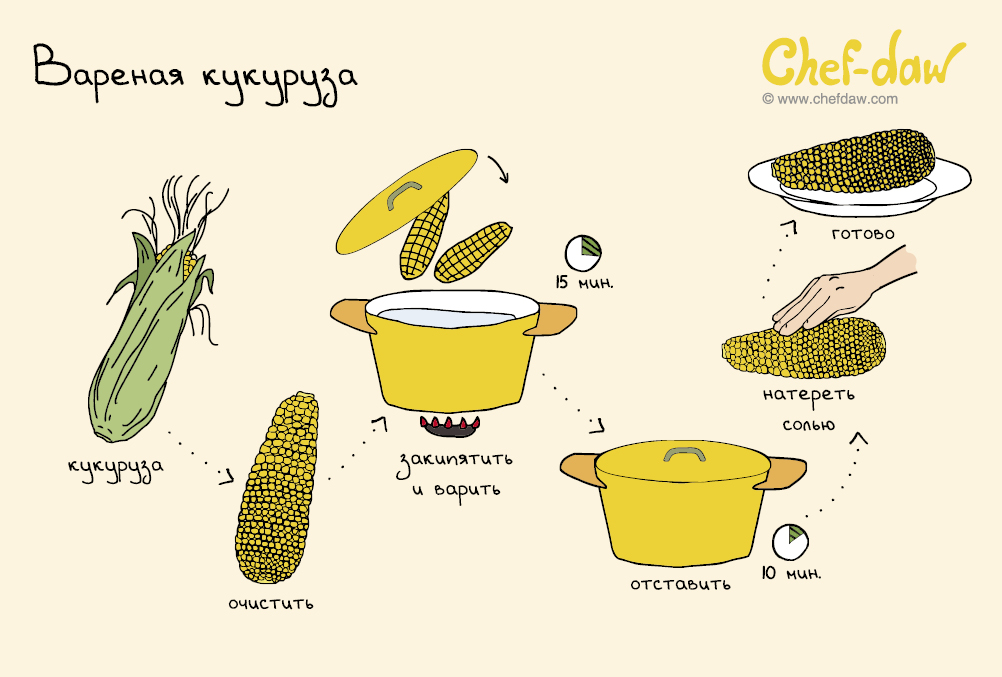 Вареная кукуруза
Chef-daw
© www.chefdaw.com
кукуруза
очистить
закипятить
и варить
15 мин.
отставить
10 мин.
натереть
солью
готово